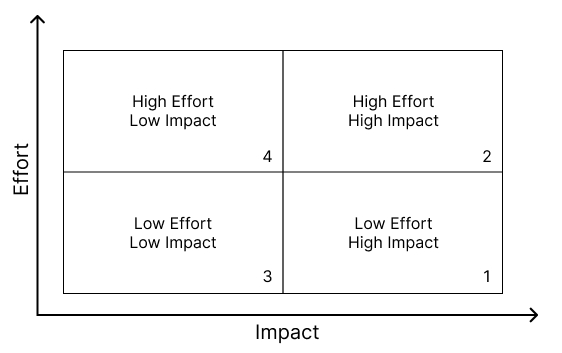 High Effort
Low Impact
4
High Effort
High Impact
2
Effort
Low Effort
Low Impact
3
Low Effort
High Impact
1
Impact